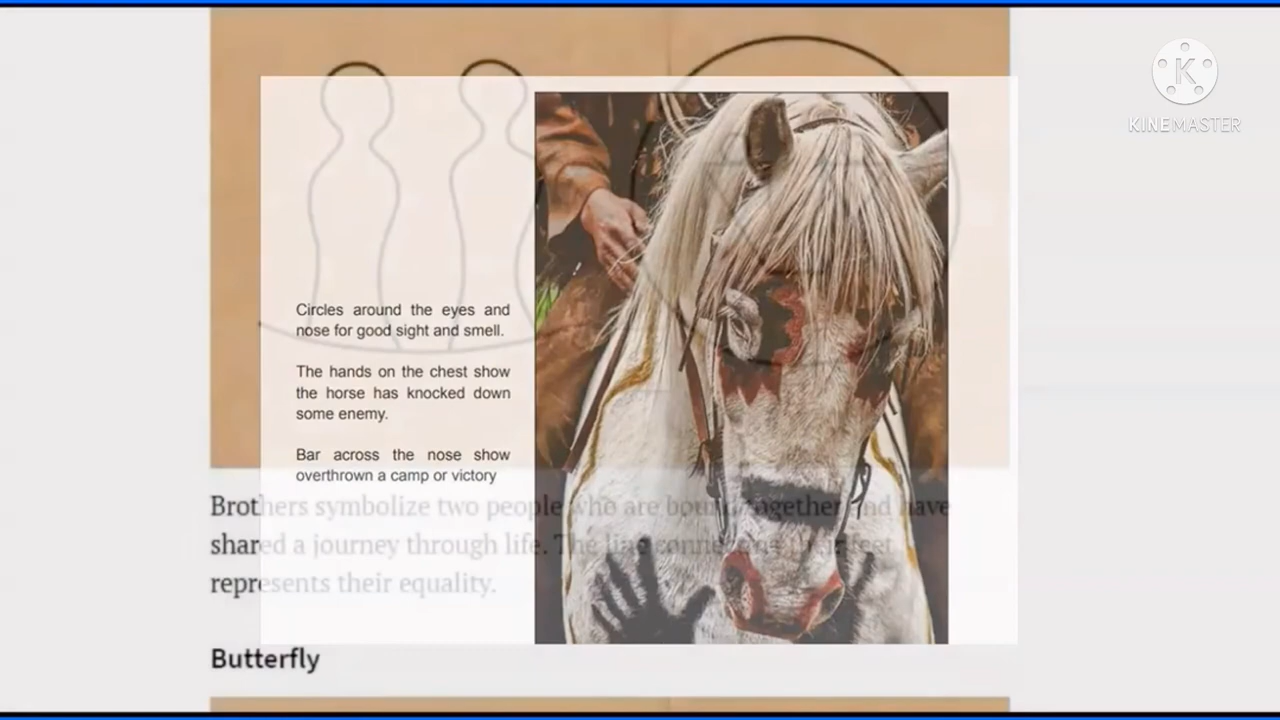 KINEMASTER
Circles around the eyes and
nose for good sight and smell.
The hands on the chest show
the horse has knocked down
some enemy.
Bar across the nose show
overthrown a camp or victory
Brothers symbolize two people who are bound together and have
shared a journey through life. The line connecting their feet
represents their equality.
Butterfly